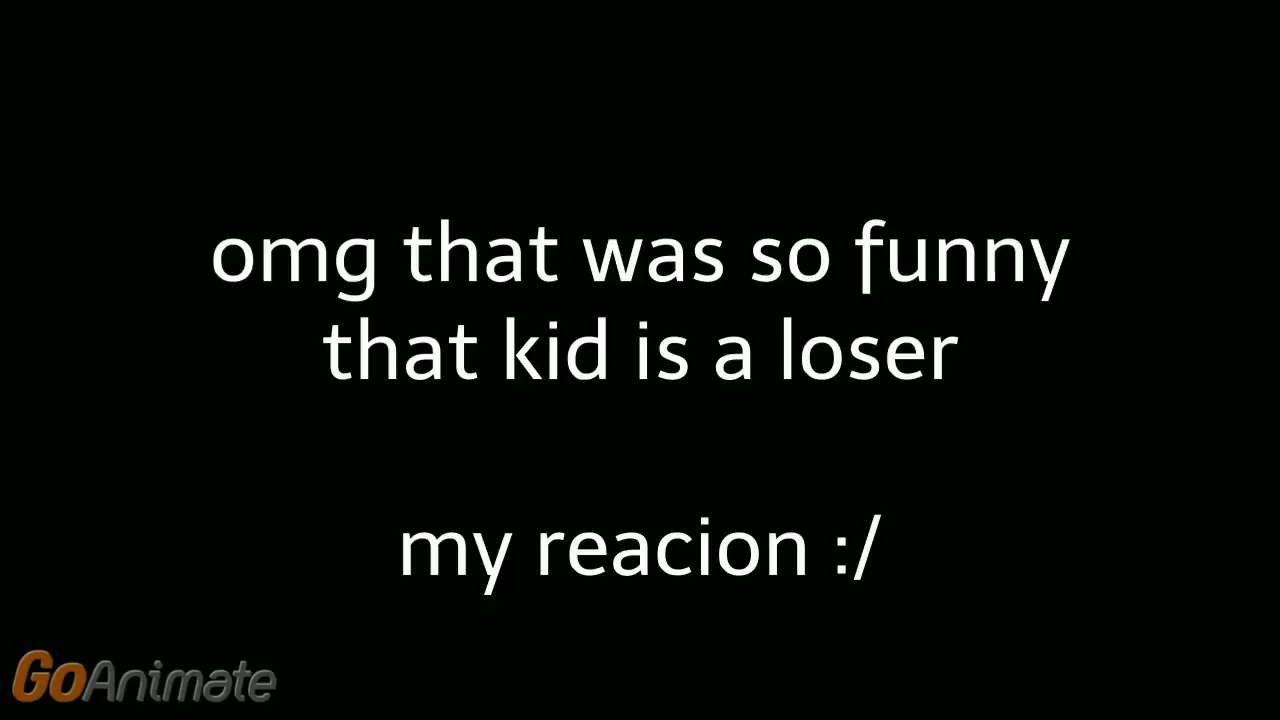 omg that was so funny
that kid is a loser
my reacion :/
GoAnimate